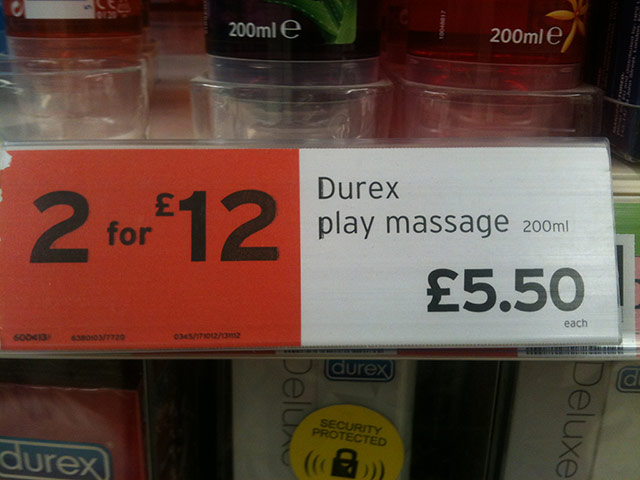 200ml e
200ml e
2 for £12
Durex
play massage 200ml
£5.50
each
durex
Deluxe
SECURITY
PROTECTED
durex
Deluxe